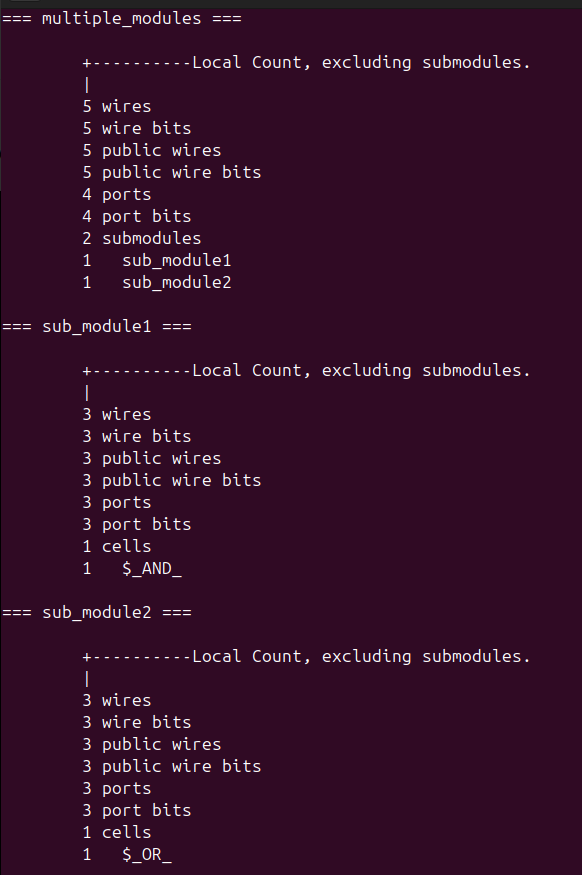 === multiple_modules ===
+----------Local Count, excluding submodules.
|
5 wires
5 wire bits
5 public wires
5 public wire bits
4 ports
4 port bits
2 submodules
1   sub_module1
1   sub_module2
=== sub_module1 ===
+----------Local Count, excluding submodules.
|
3 wires
3 wire bits
3 public wires
3 public wire bits
3 ports
3 port bits
1 cells
1   $_AND_
=== sub_module2 ===
+----------Local Count, excluding submodules.
|
3 wires
3 wire bits
3 public wires
3 public wire bits
3 ports
3 port bits
1 cells
1   $_OR_